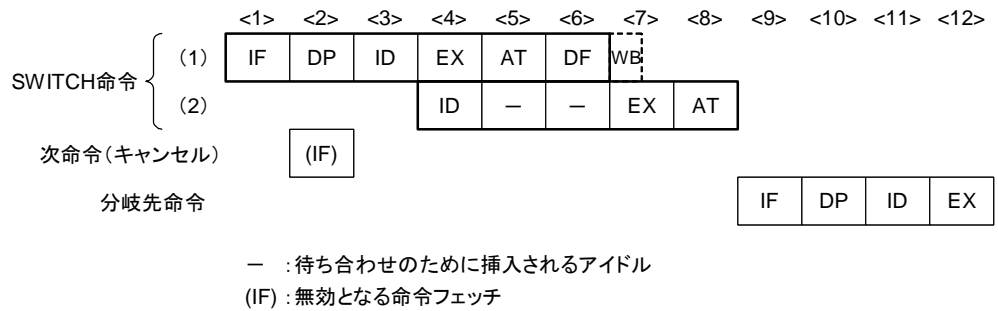 <1> <2> <3> <4> <5> <6> <7> <8> <9> <10> <11> <12>
SWITCH命令
(1) IF DP ID EX AT DF WB
(2) ID － － EX AT
次命令(キャンセル) (IF)
分岐先命令 IF DP ID EX
－ :待ち合わせのために挿入されるアイドル
(IF) :無効となる命令フェッチ